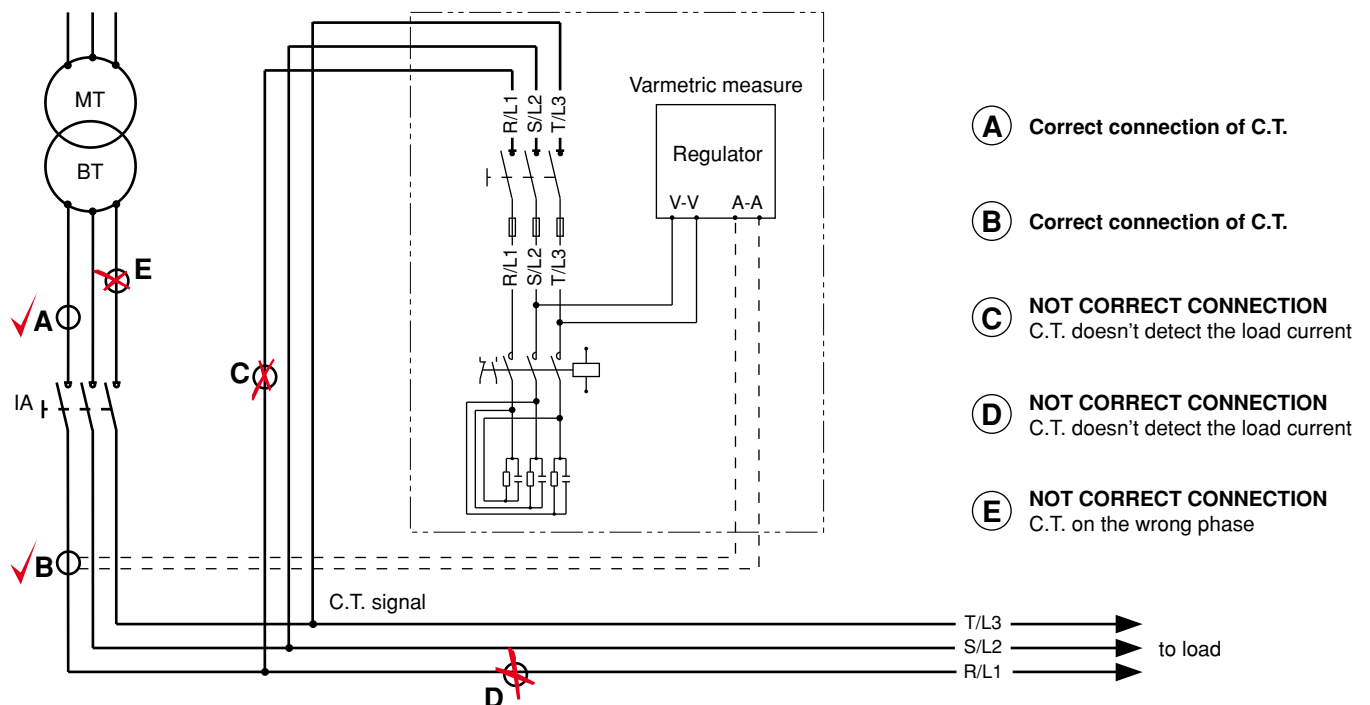 MT
BT
E
A
IA
B
C
R/L1
S/L2
T/L3
R/L1
S/L2
T/L3
Varmetric measure
Regulator
V-V A-A
C.T. signal
D
T/L3
S/L2
R/L1
to load
A Correct connection of C.T.
B Correct connection of C.T.
C NOT CORRECT CONNECTION
C.T. doesn't detect the load current
D NOT CORRECT CONNECTION
C.T. doesn't detect the load current
E NOT CORRECT CONNECTION
C.T. on the wrong phase